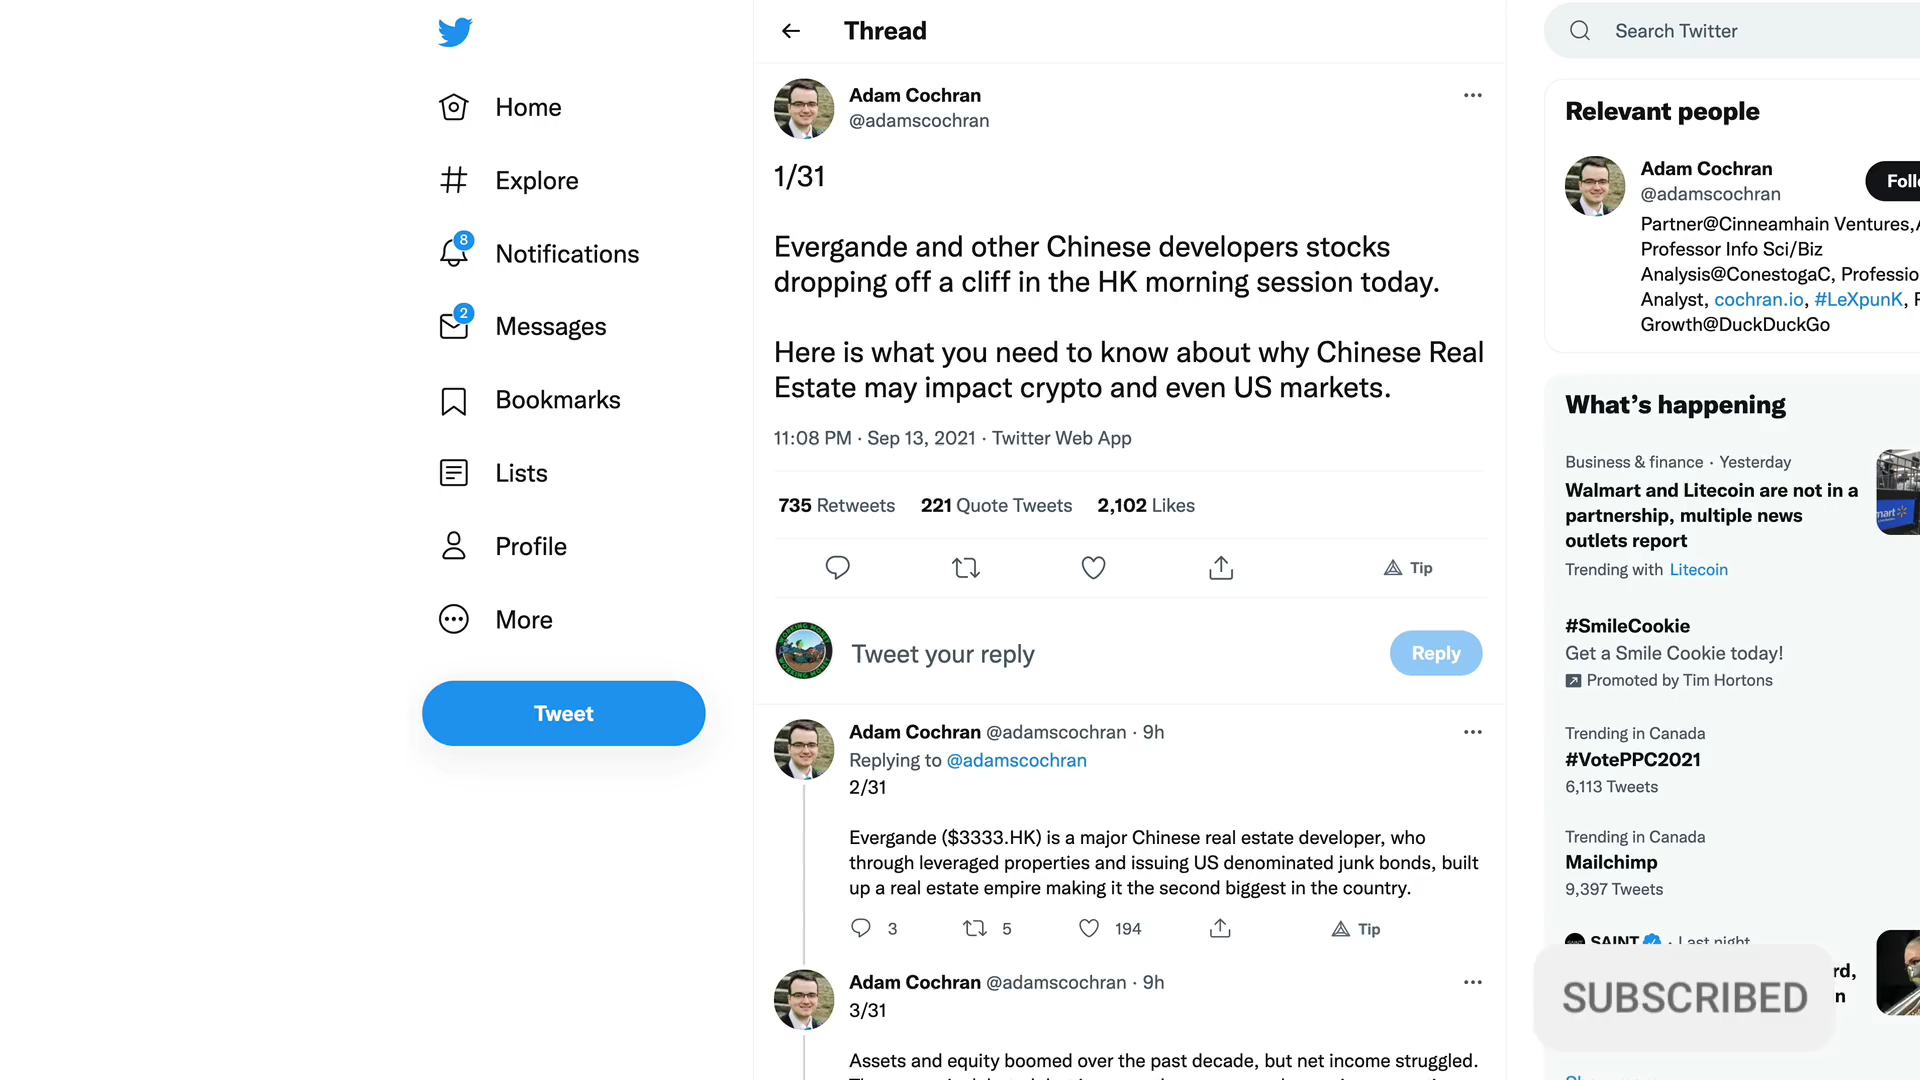 Thread
Search Twitter
Home
Explore
8
Notifications
2
Messages
Bookmarks
Lists
Profile
More
Tweet
Adam Cochran
@adamscochran
1/31
Evergande and other Chinese developers stocks
dropping off a cliff in the HK morning session today.
Here is what you need to know about why Chinese Real
Estate may impact crypto and even US markets.
11:08 PM · Sep 13, 2021 · Twitter Web App
735 Retweets 221 Quote Tweets 2,102 Likes
Tip
WORKING MONEY
Tweet your reply
Reply
Adam Cochran @adamscochran · 9h
Replying to @adamscochran
2/31
Evergande ($3333.HK) is a major Chinese real estate developer, who
through leveraged properties and issuing US denominated junk bonds, built
up a real estate empire making it the second biggest in the country.
3 5 194 Tip
Adam Cochran @adamscochran · 9h
3/31
Assets and equity boomed over the past decade, but net income struggled.
Relevant people
Adam Cochran
@adamscochran
Partner@Cinneamhain Ventures,
Professor Info Sci/Biz
Analysis@ConestogaC, Professio
Analyst, cochran.io, #LeXpunK,
Growth@DuckDuckGo
Foll
What's happening
Business & finance · Yesterday
Walmart and Litecoin are not in a
partnership, multiple news
outlets report
Trending with Litecoin
mart
#SmileCookie
Get a Smile Cookie today!
Promoted by Tim Hortons
Trending in Canada
#VotePPC2021
6,113 Tweets
Trending in Canada
Mailchimp
9,397 Tweets
SAINT · Last night
rd,
n
SUBSCRIBED